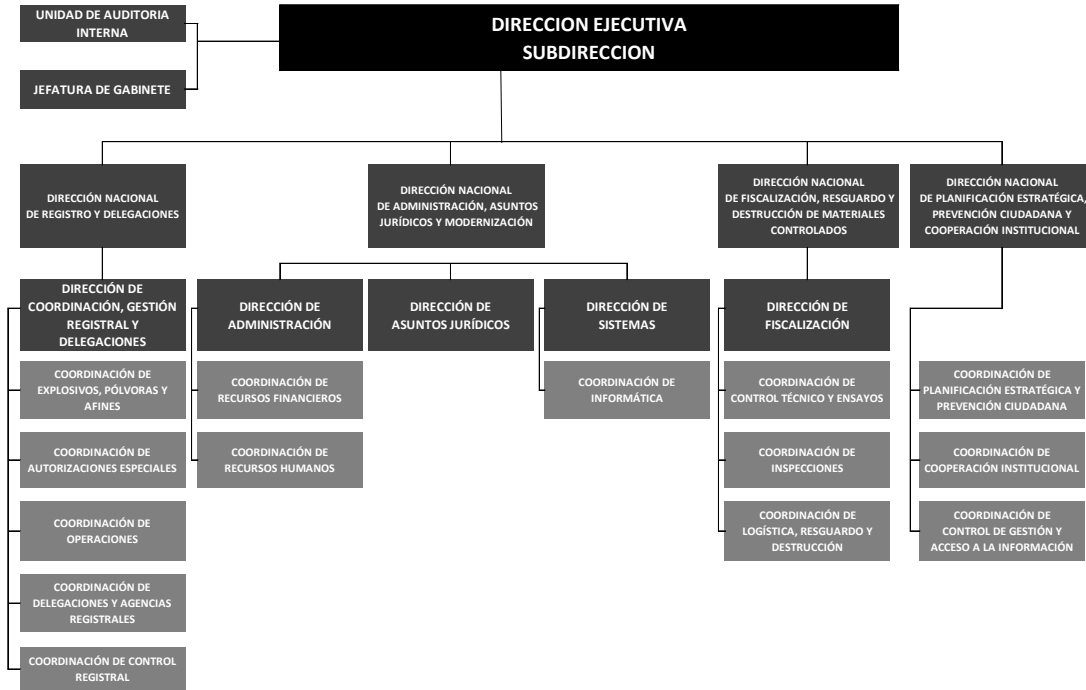 UNIDAD DE AUDITORIA
INTERNA
DIRECCION EJECUTIVA
SUBDIRECCION
JEFATURA DE GABINETE
DIRECCIÓN NACIONAL
DE REGISTRO Y DELEGACIONES
DIRECCIÓN NACIONAL
DE ADMINISTRACIÓN, ASUNTOS
JURÍDICOS Y MODERNIZACIÓN
DIRECCIÓN NACIONAL
DE FISCALIZACIÓN, RESGUARDO Y
DESTRUCCIÓN DE MATERIALES
CONTROLADOS
DIRECCIÓN NACIONAL
DE PLANIFICACIÓN ESTRATÉGICA,
PREVENCIÓN CIUDADANA Y
COOPERACIÓN INSTITUCIONAL
DIRECCIÓN DE
COORDINACIÓN, GESTIÓN
REGISTRAL Y
DELEGACIONES
DIRECCIÓN DE
ADMINISTRACIÓN
DIRECCIÓN DE
ASUNTOS JURÍDICOS
DIRECCIÓN DE
SISTEMAS
DIRECCIÓN DE
FISCALIZACIÓN
COORDINACIÓN DE
EXPLOSIVOS, PÓLVORAS Y
AFINES
COORDINACIÓN DE
RECURSOS FINANCIEROS
COORDINACIÓN DE
INFORMÁTICA
COORDINACIÓN DE
CONTROL TÉCNICO Y ENSAYOS
COORDINACIÓN DE
PLANIFICACIÓN ESTRATÉGICA Y
PREVENCIÓN CIUDADANA
COORDINACIÓN DE
AUTORIZACIONES ESPECIALES
COORDINACIÓN DE
RECURSOS HUMANOS
COORDINACIÓN DE
INSPECCIONES
COORDINACIÓN DE
COOPERACIÓN INSTITUCIONAL
COORDINACIÓN DE
OPERACIONES
COORDINACIÓN DE
LOGÍSTICA, RESGUARDO Y
DESTRUCCIÓN
COORDINACIÓN DE
CONTROL DE GESTIÓN Y
ACCESO A LA INFORMACIÓN
COORDINACIÓN DE
DELEGACIONES Y AGENCIAS
REGISTRALES
COORDINACIÓN DE CONTROL
REGISTRAL